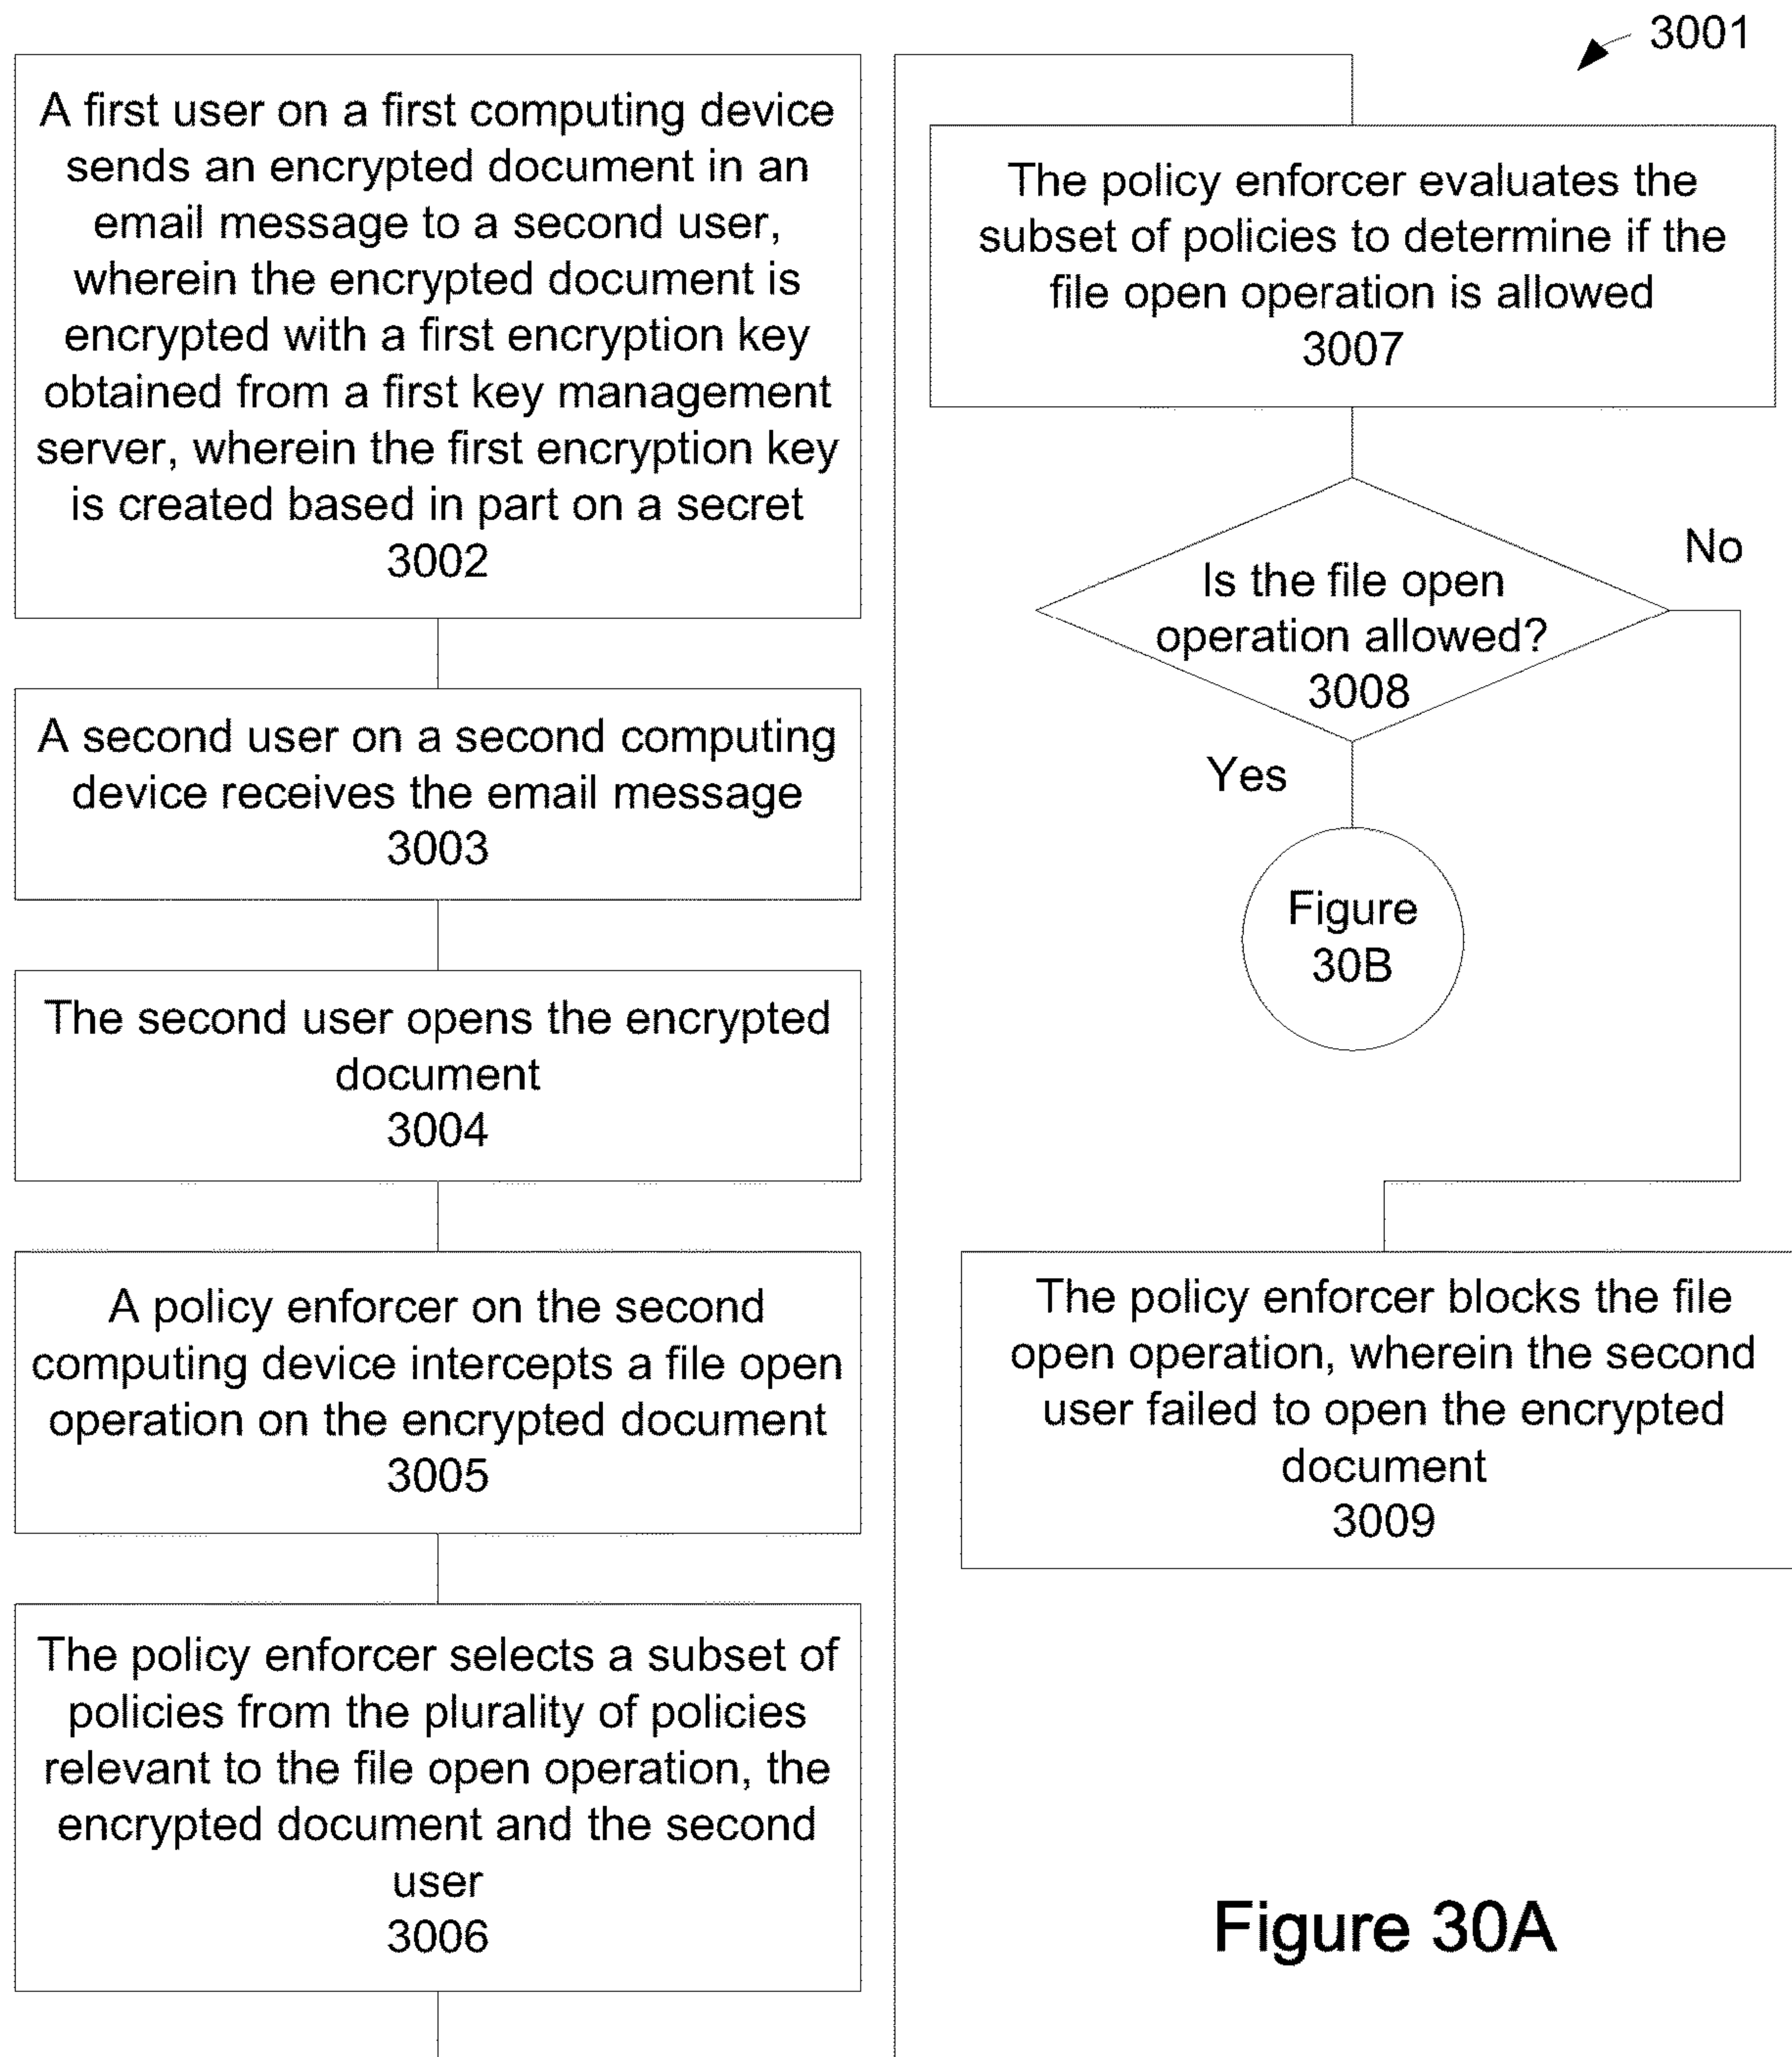 3001
A first user on a first computing device
sends an encrypted document in an
email message to a second user,
wherein the encrypted document is
encrypted with a first encryption key
obtained from a first key management
server, wherein the first encryption key
is created based in part on a secret
3002
A second user on a second computing
device receives the email message
3003
The second user opens the encrypted
document
3004
A policy enforcer on the second
computing device intercepts a file open
operation on the encrypted document
3005
The policy enforcer selects a subset of
policies from the plurality of policies
relevant to the file open operation, the
encrypted document and the second
user
3006
The policy enforcer evaluates the
subset of policies to determine if the
file open operation is allowed
3007
Is the file open
operation allowed?
3008
No
Yes
Figure
30B
The policy enforcer blocks the file
open operation, wherein the second
user failed to open the encrypted
document
3009
Figure 30A